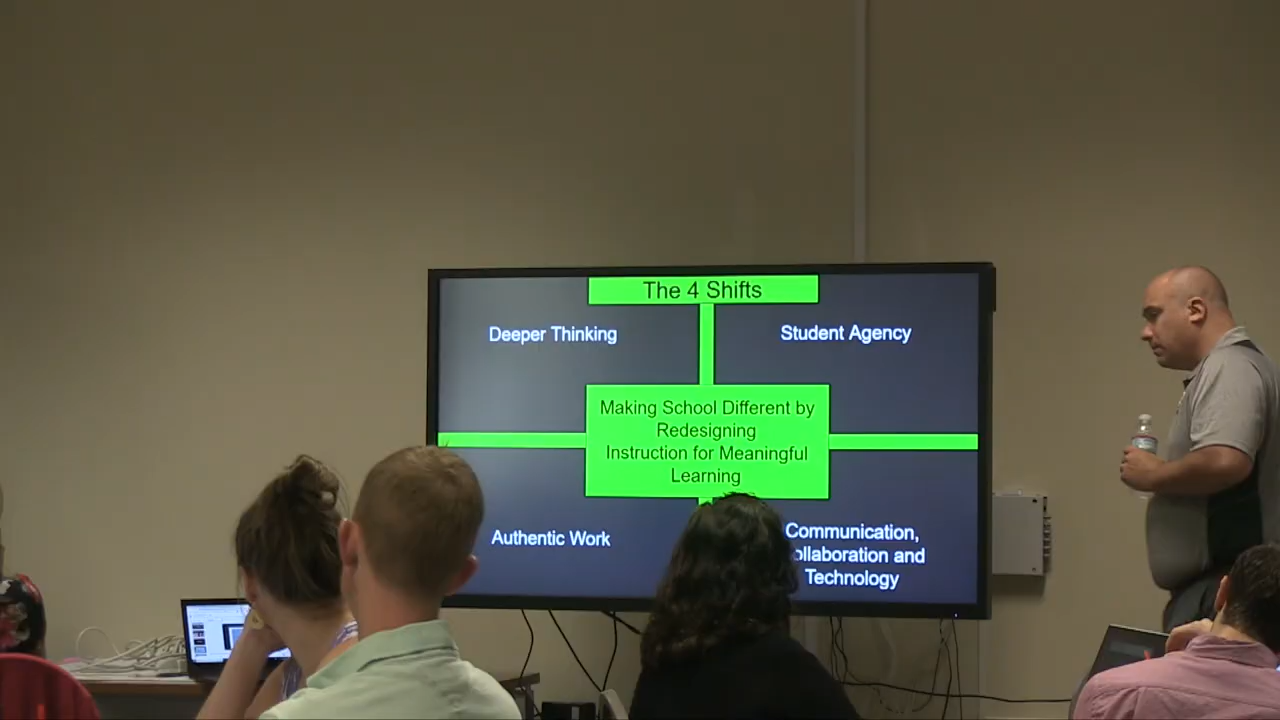 The 4 Shifts
Deeper Thinking
Student Agency
Making School Different by
Redesigning
Instruction for Meaningful
Learning
Authentic Work
Communication,
ollaboration and
Technology